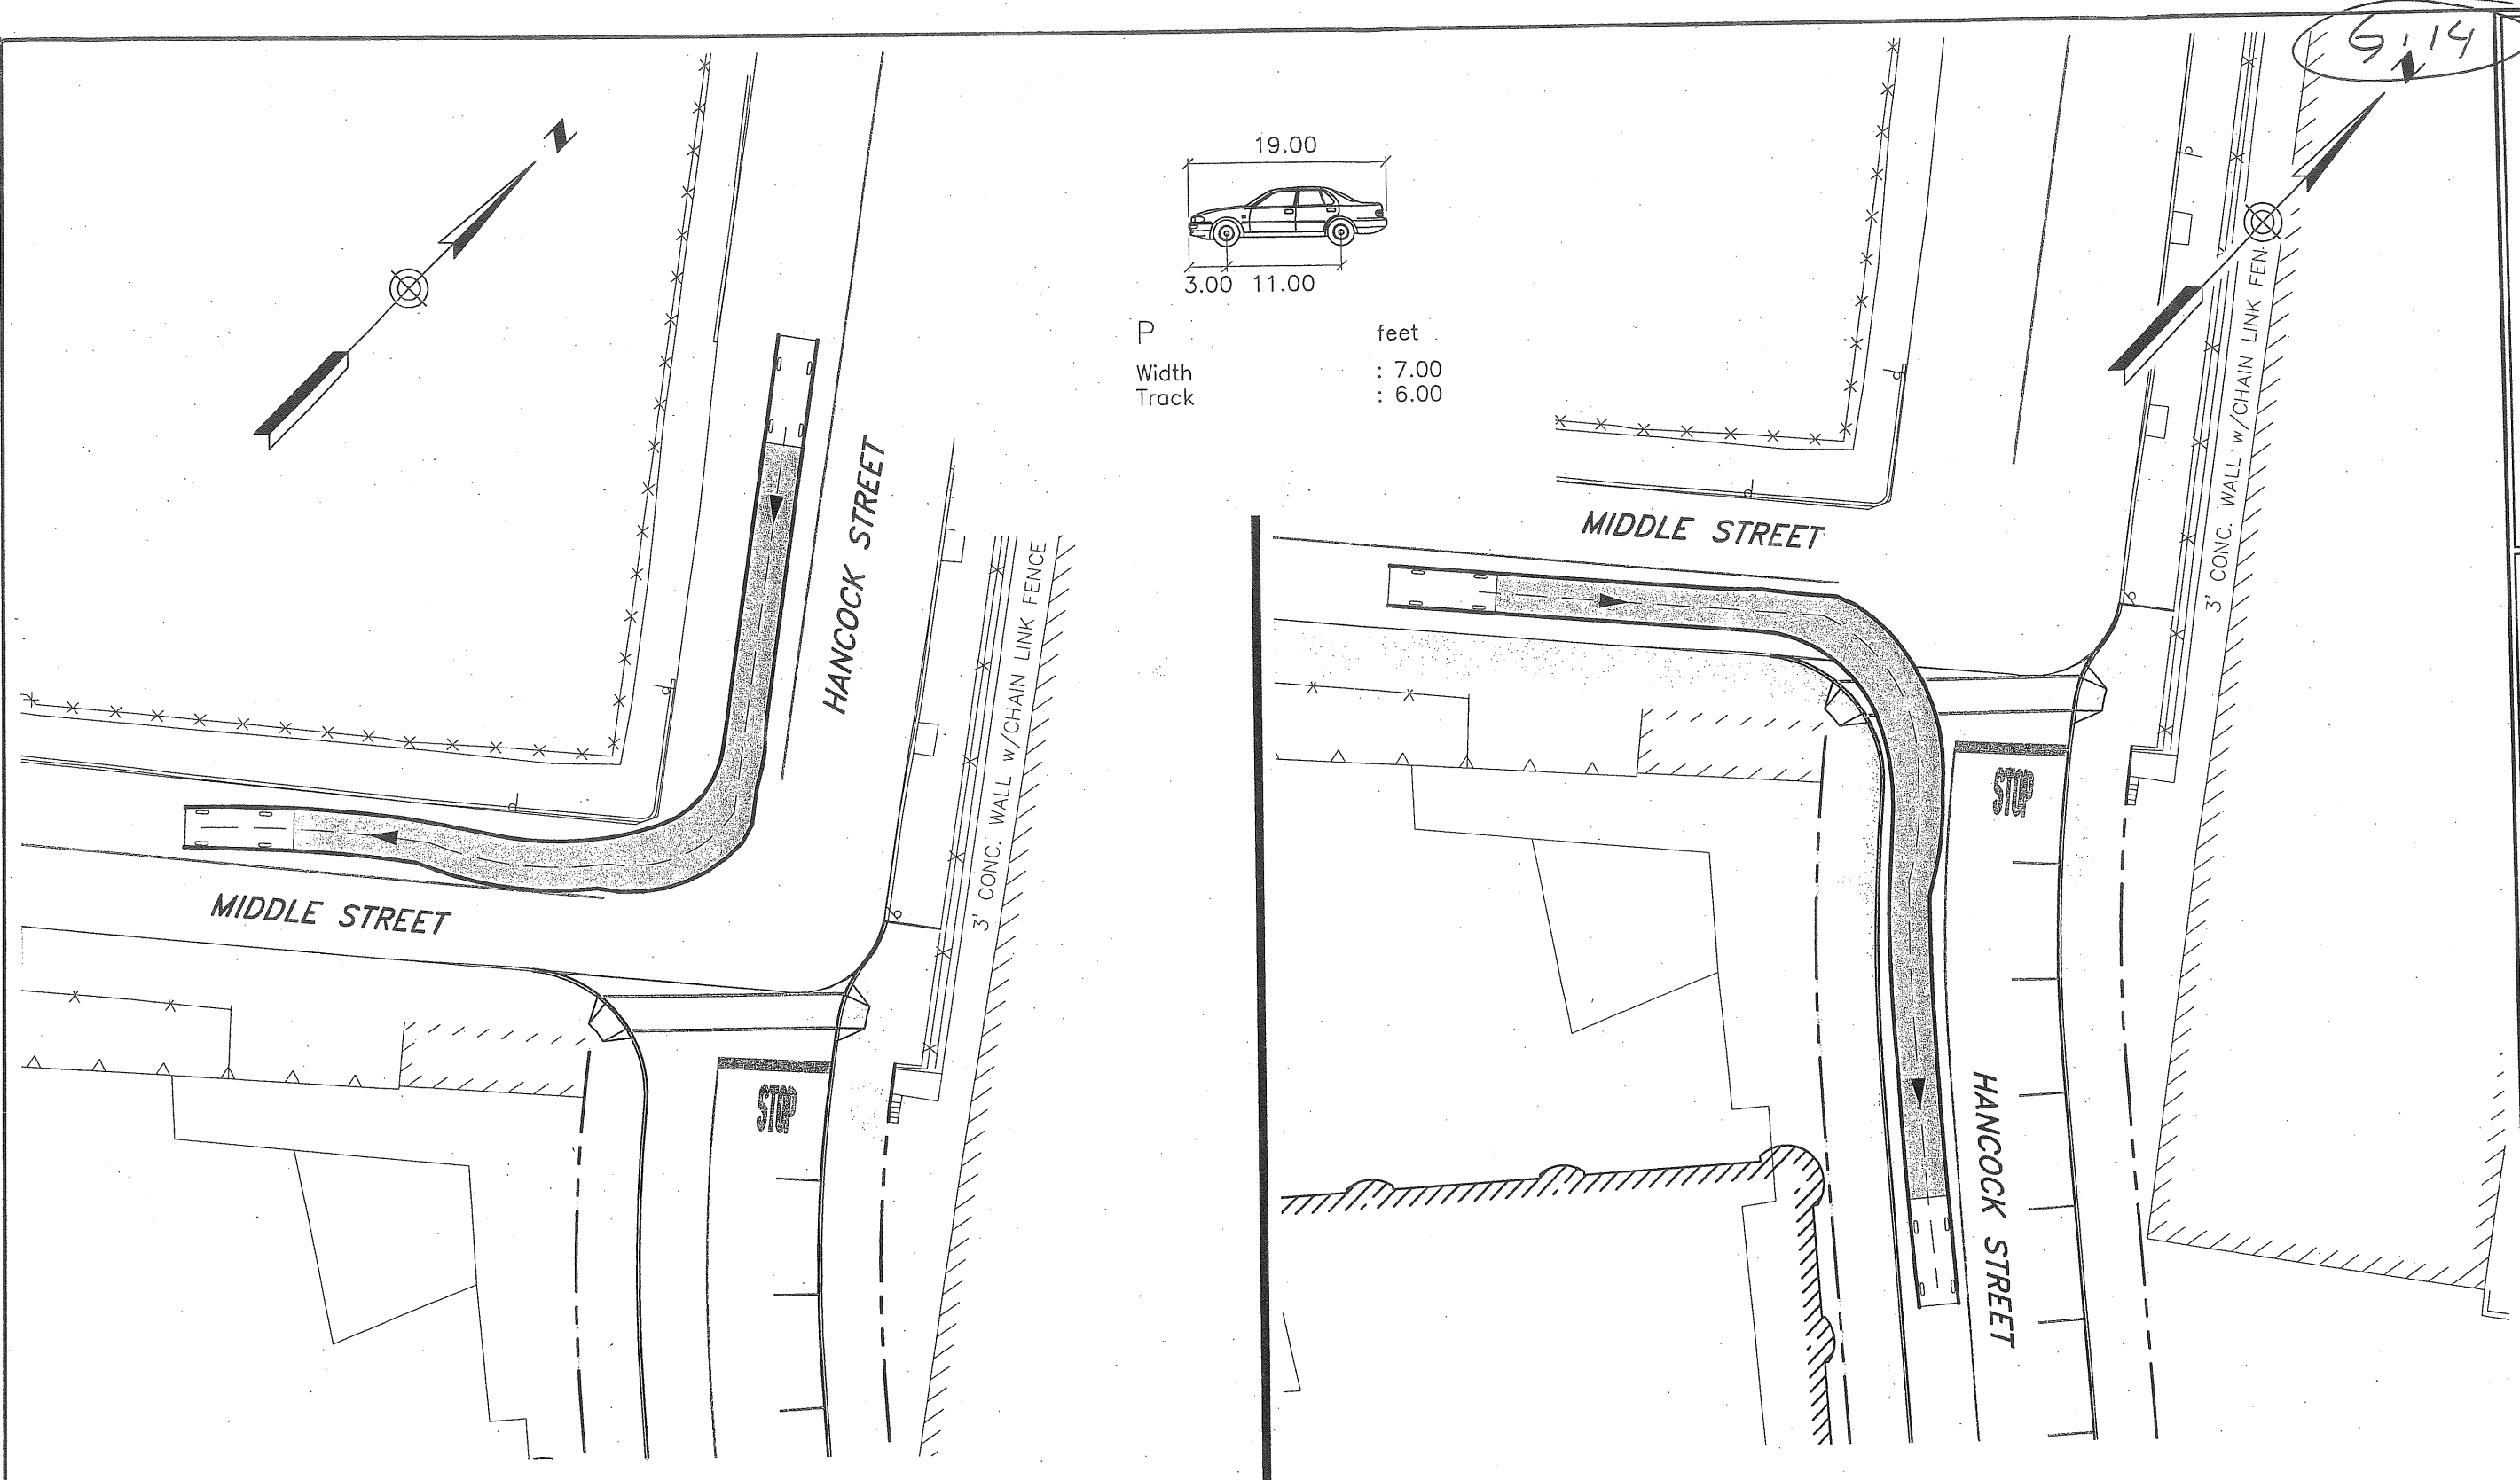 G.14
N
N
19.00
3.00 11.00
P feet
Width : 7.00
Track : 6.00
HANCOCK STREET
MIDDLE STREET
3' CONC. WALL W/CHAIN LINK FENCE
STOP
MIDDLE STREET
3' CONC. WALL W/CHAIN LINK FEN
STOP
HANCOCK STREET